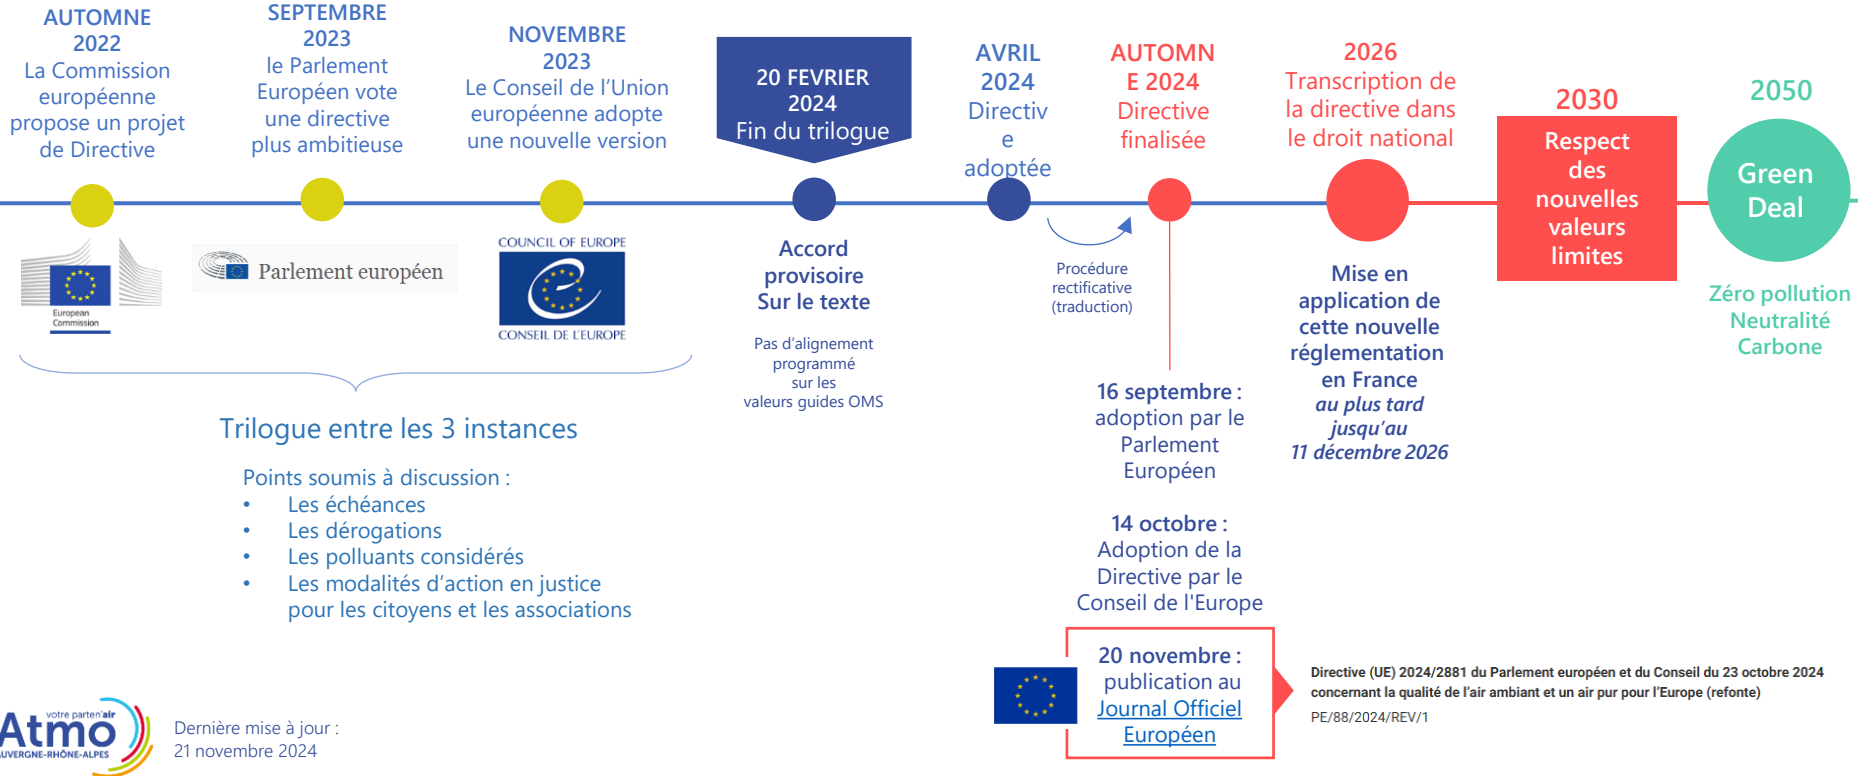 AUTOMNE
2022
La Commission
européenne
propose un projet
de Directive
SEPTEMBRE
2023
le Parlement
Européen vote
une directive
plus ambitieuse
NOVEMBRE
2023
Le Conseil de l'Union
européenne adopte
une nouvelle version
20 FEVRIER
2024
Fin du trilogue
AVRIL
2024
Directiv
e
adoptée
AUTOMN
E 2024
Directive
finalisée
2026
Transcription de
la directive dans
le droit national
2030
Respect
des
nouvelles
valeurs
limites
2050
Green
Deal
European
Commission
Parlement européen
COUNCIL OF EUROPE
CONSEIL DE L'EUROPE
Accord
provisoire
Sur le texte
Pas d'alignement
programmé
sur les
valeurs guides OMS
Procédure
rectificative
(traduction)
Mise en
application de
cette nouvelle
réglementation
en France
au plus tard
jusqu'au
11 décembre 2026
Zéro pollution
Neutralité
Carbone
Trilogue entre les 3 instances
Points soumis à discussion :
• Les échéances
• Les dérogations
• Les polluants considérés
• Les modalités d'action en justice
pour les citoyens et les associations
16 septembre :
adoption par le
Parlement
Européen
14 octobre :
Adoption de la
Directive par le
Conseil de l'Europe
20 novembre :
publication au
Journal Officiel
Européen
Directive (UE) 2024/2881 du Parlement européen et du Conseil du 23 octobre 2024
concernant la qualité de l'air ambiant et un air pur pour l'Europe (refonte)
PE/88/2024/REV/1
votre parten'air
Atmo
AUVERGNE-RHÔNE-ALPES
Dernière mise à jour :
21 novembre 2024